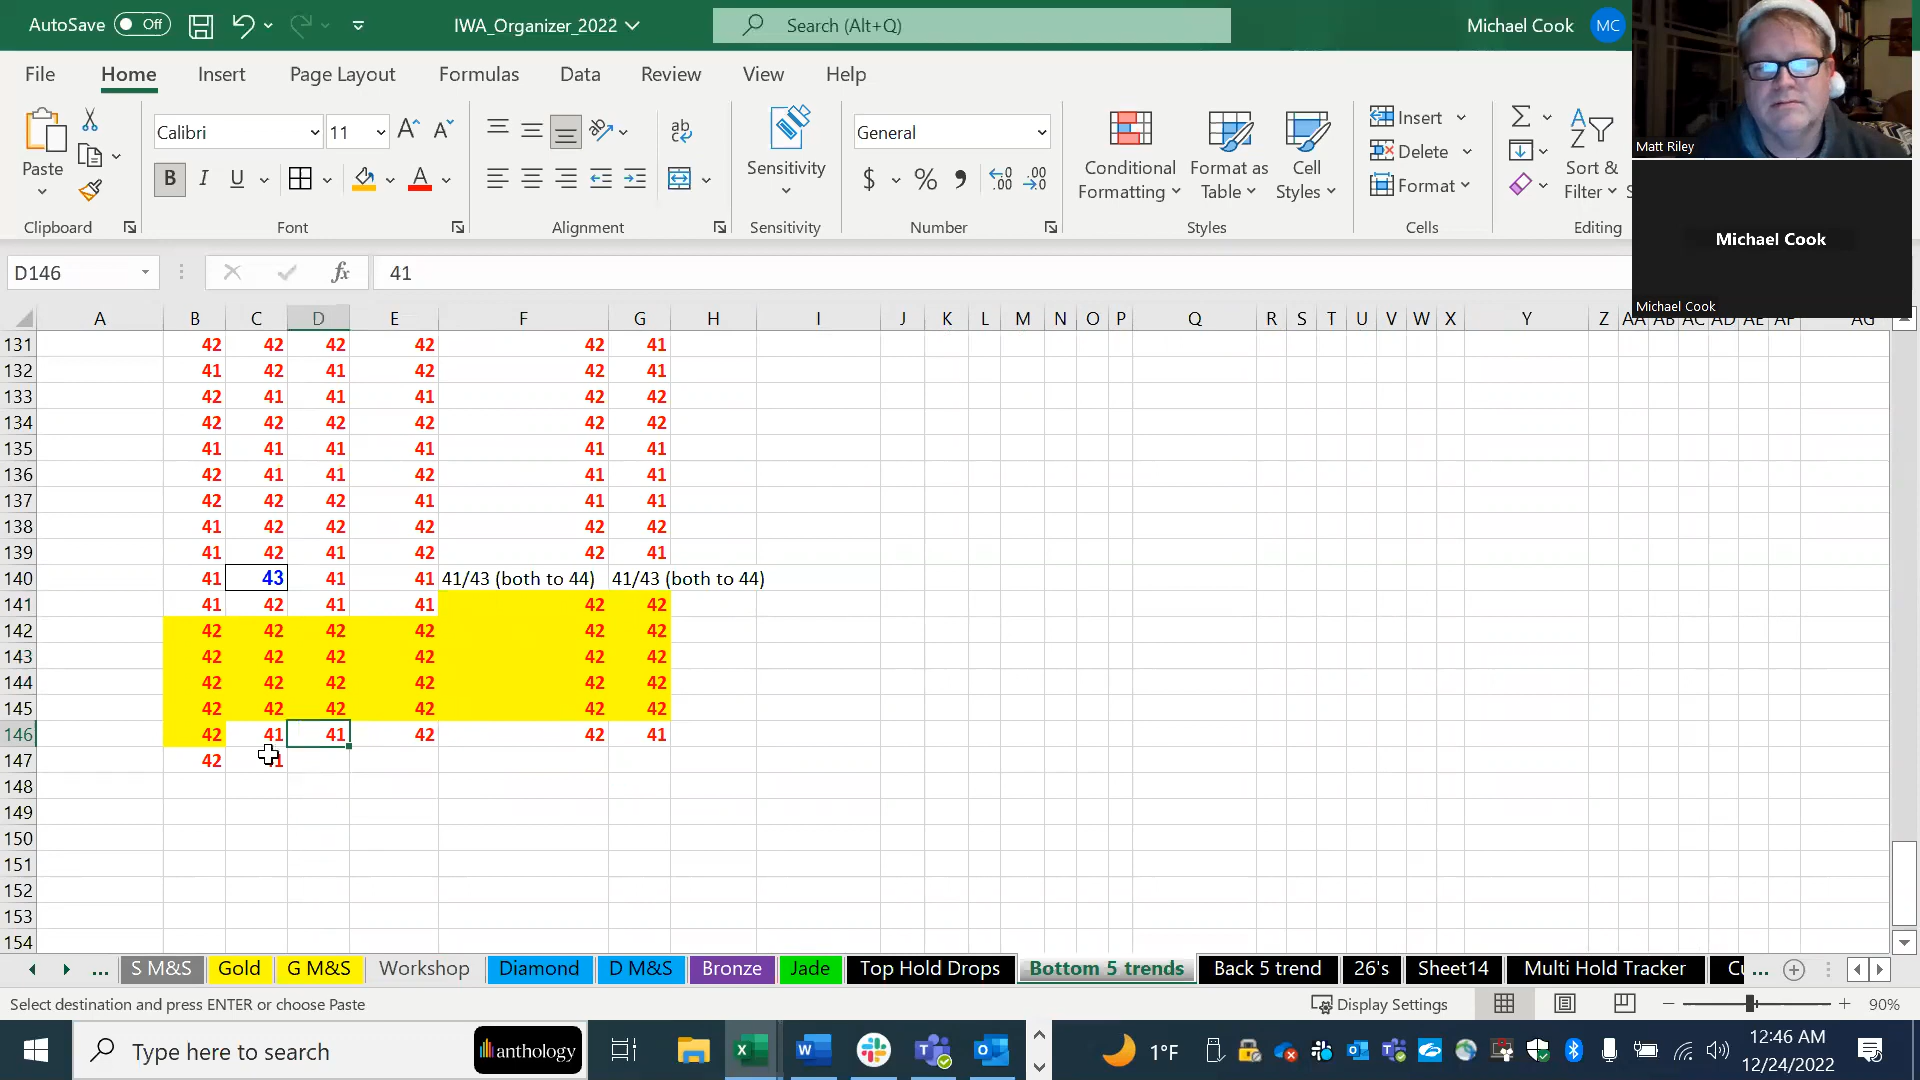 AutoSave Off
IWA_Organizer_2022
Search (Alt+Q)
Michael Cook MC
File Home Insert Page Layout Formulas Data Review View Help
Paste
Clipboard
Calibri 11
B I U A
Font
Alignment
Sensitivity
Sensitivity
General
$ % 9
Number
Conditional Formatting
Format as Table
Cell Styles
Styles
Insert
Delete
Format
Cells
Sort & Filter
Editing
Matt Riley
Michael Cook
Michael Cook
D146 fx 41
A B C D E F G H I J K L M N O P Q R S T U V W X Y Z AA AB AC AD AE AF AG
131 42 42 42 42 42 41
132 41 42 41 42 42 41
133 42 41 41 41 42 42
134 42 42 42 42 42 42
135 41 41 41 41 41 41
136 42 41 41 42 41 41
137 42 42 42 41 41 41
138 41 42 42 42 42 42
139 41 42 41 42 42 41
140 41 43 41 41 41/43 (both to 44) 41/43 (both to 44)
141 41 42 41 41 42 42
142 42 42 42 42 42 42
143 42 42 42 42 42 42
144 42 42 42 42 42 42
145 42 42 42 42 42 42
146 42 41 41 42 42 41
147 42
148
149
150
151
152
153
154
... S M&S Gold G M&S Workshop Diamond D M&S Bronze Jade Top Hold Drops Bottom 5 trends Back 5 trend 26's Sheet14 Multi Hold Tracker ...
Select destination and press ENTER or choose Paste
Display Settings
90%
Type here to search
anthology
1°F
12:46 AM
12/24/2022